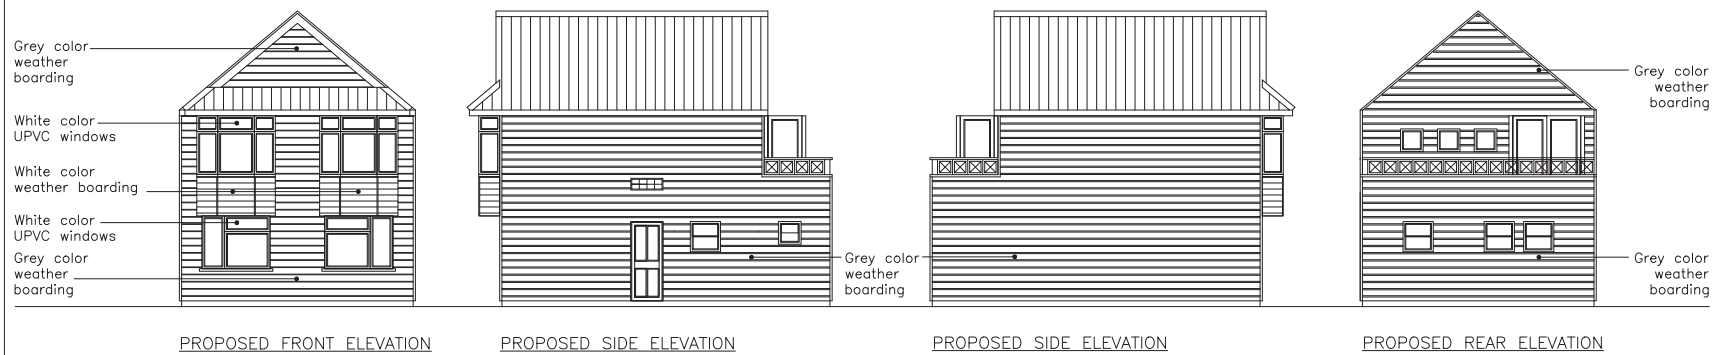 Grey color
weather
boarding
White color
UPVC windows
White color
weather boarding
White color
UPVC windows
Grey color
weather
boarding
Grey color
weather
boarding
Grey color
weather
boarding
Grey color
weather
boarding
PROPOSED FRONT ELEVATION
PROPOSED SIDE ELEVATION
PROPOSED SIDE ELEVATION
PROPOSED REAR ELEVATION